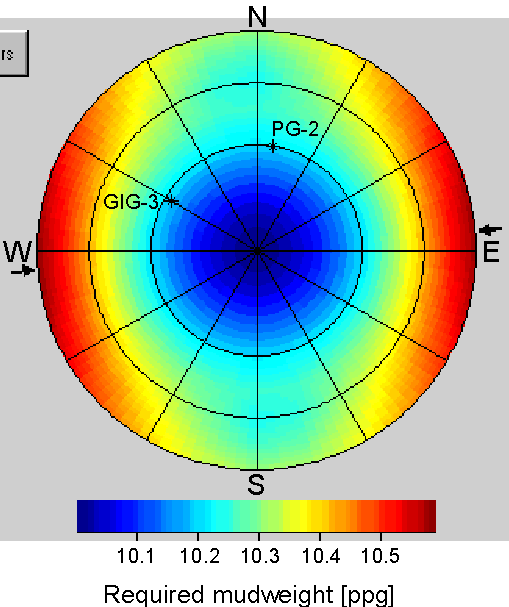 N
rs
PG-2
GIG-3
W
E
S
10.1 10.2 10.3 10.4 10.5
Required mudweight [ppg]